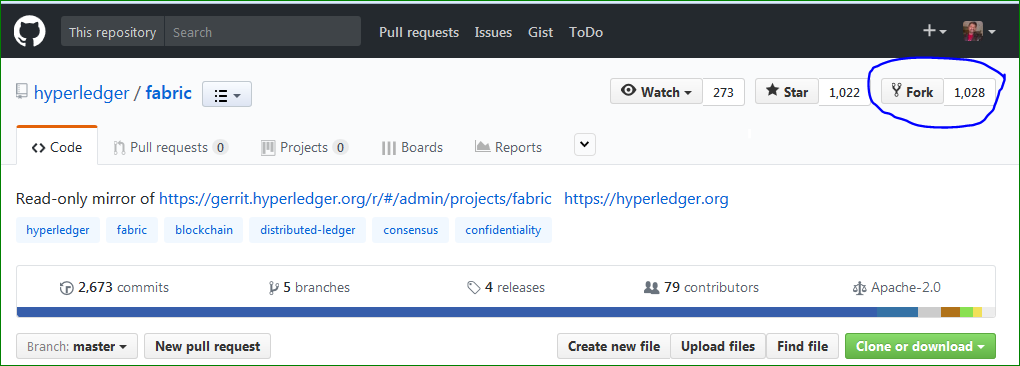 This repository Search Pull requests Issues Gist ToDo
hyperledger / fabric Watch 273 Star 1,022 Fork 1,028
Code Pull requests 0 Projects 0 Boards Reports
Read-only mirror of https://gerrit.hyperledger.org/r/#/admin/projects/fabric https://hyperledger.org
hyperledger fabric blockchain distributed-ledger consensus confidentiality
2,673 commits 5 branches 4 releases 79 contributors Apache-2.0
Branch: master New pull request Create new file Upload files Find file Clone or download